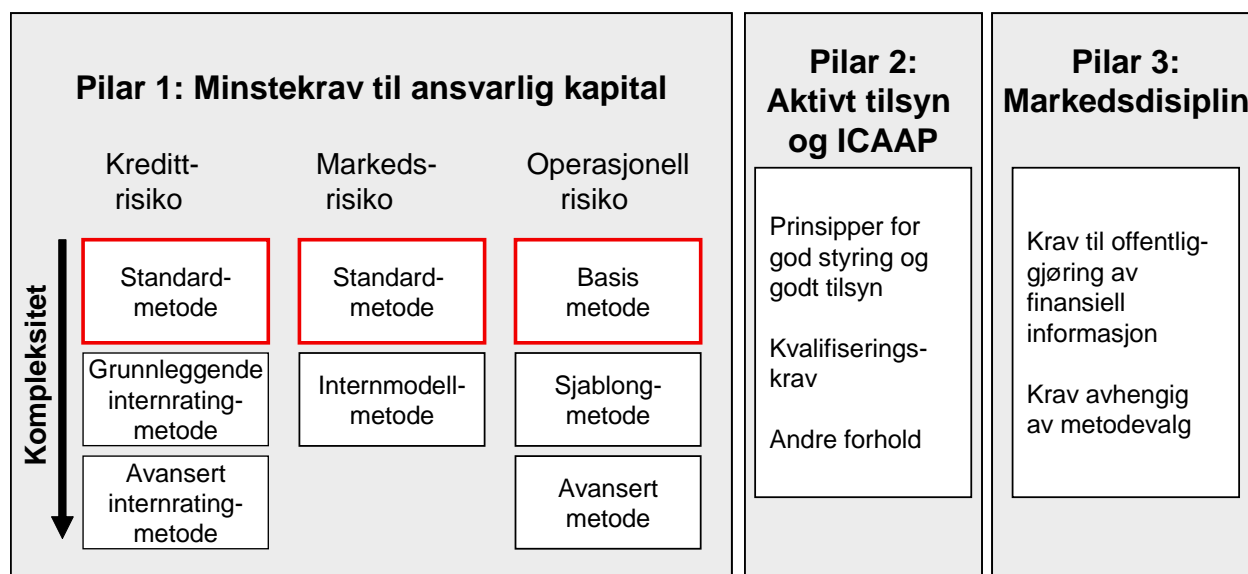 Pilar 1: Minstekrav til ansvarlig kapital
Kreditt-
risiko
Markeds-
risiko
Operasjonell
risiko
Kompleksitet
Standard-
metode
Standard-
metode
Basis
metode
Grunnleggende
internrating-
metode
Internmodell-
metode
Sjablong-
metode
Avansert
internrating-
metode
Avansert
metode
Pilar 2:
Aktivt tilsyn
og ICAAP
Prinsipper for
god styring og
godt tilsyn
Kvalifiserings-
krav
Andre forhold
Pilar 3:
Markedsdisiplin
Krav til offentlig-
gjøring av
finansiell
informasjon
Krav avhengig
av metodevalg